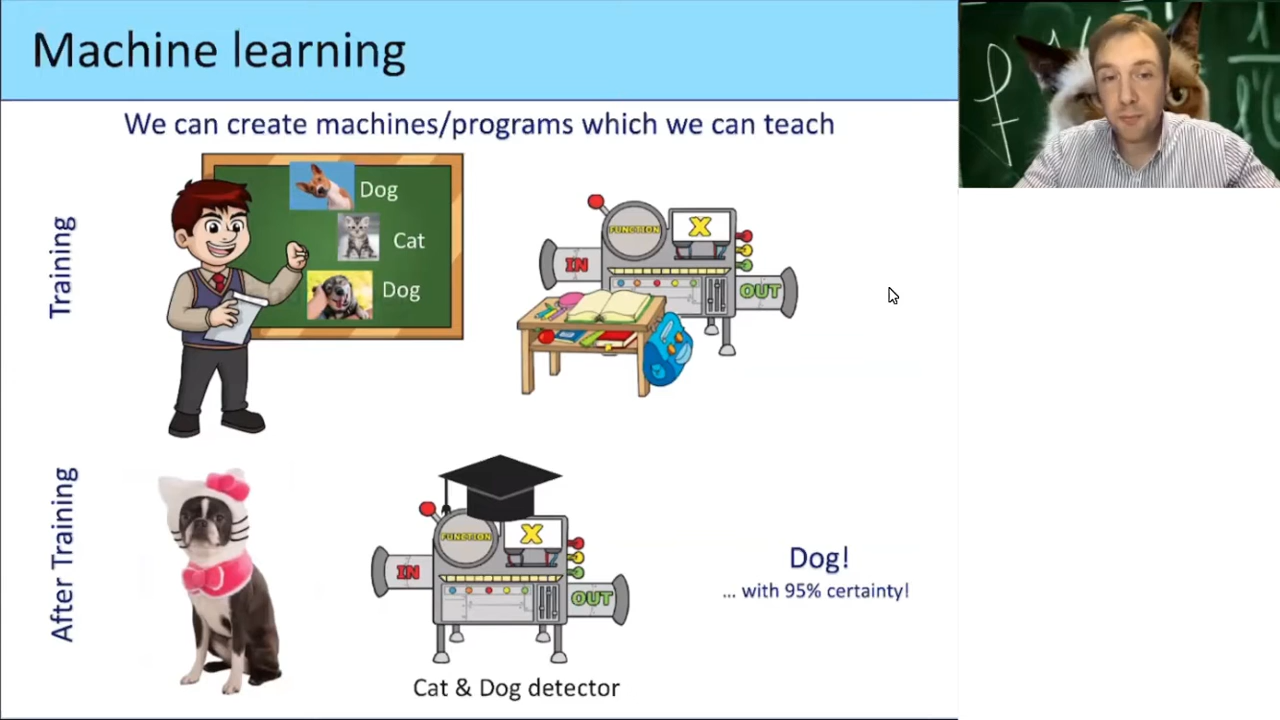 Machine learning
We can create machines/programs which we can teach
Training
Dog
Cat
Dog
FUNCTION
X
IN
OUT
After Training
FUNCTION
X
IN
OUT
Dog!
... with 95% certainty!
Cat & Dog detector